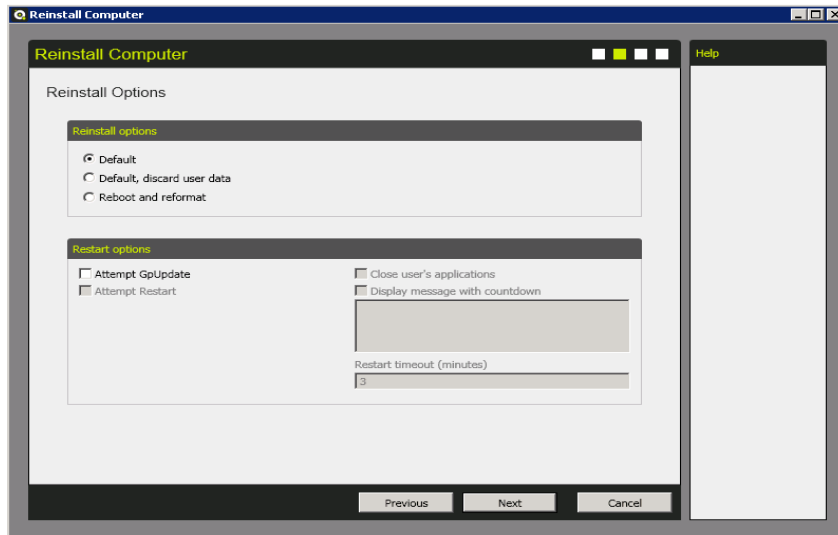 Reinstall Computer
Reinstall Computer
Help
Reinstall Options
Reinstall options
Default
Default, discard user data
Reboot and reformat
Restart options
Attempt GpUpdate
Close user's applications
Attempt Restart
Display message with countdown
Restart timeout (minutes)
3
Previous
Next
Cancel